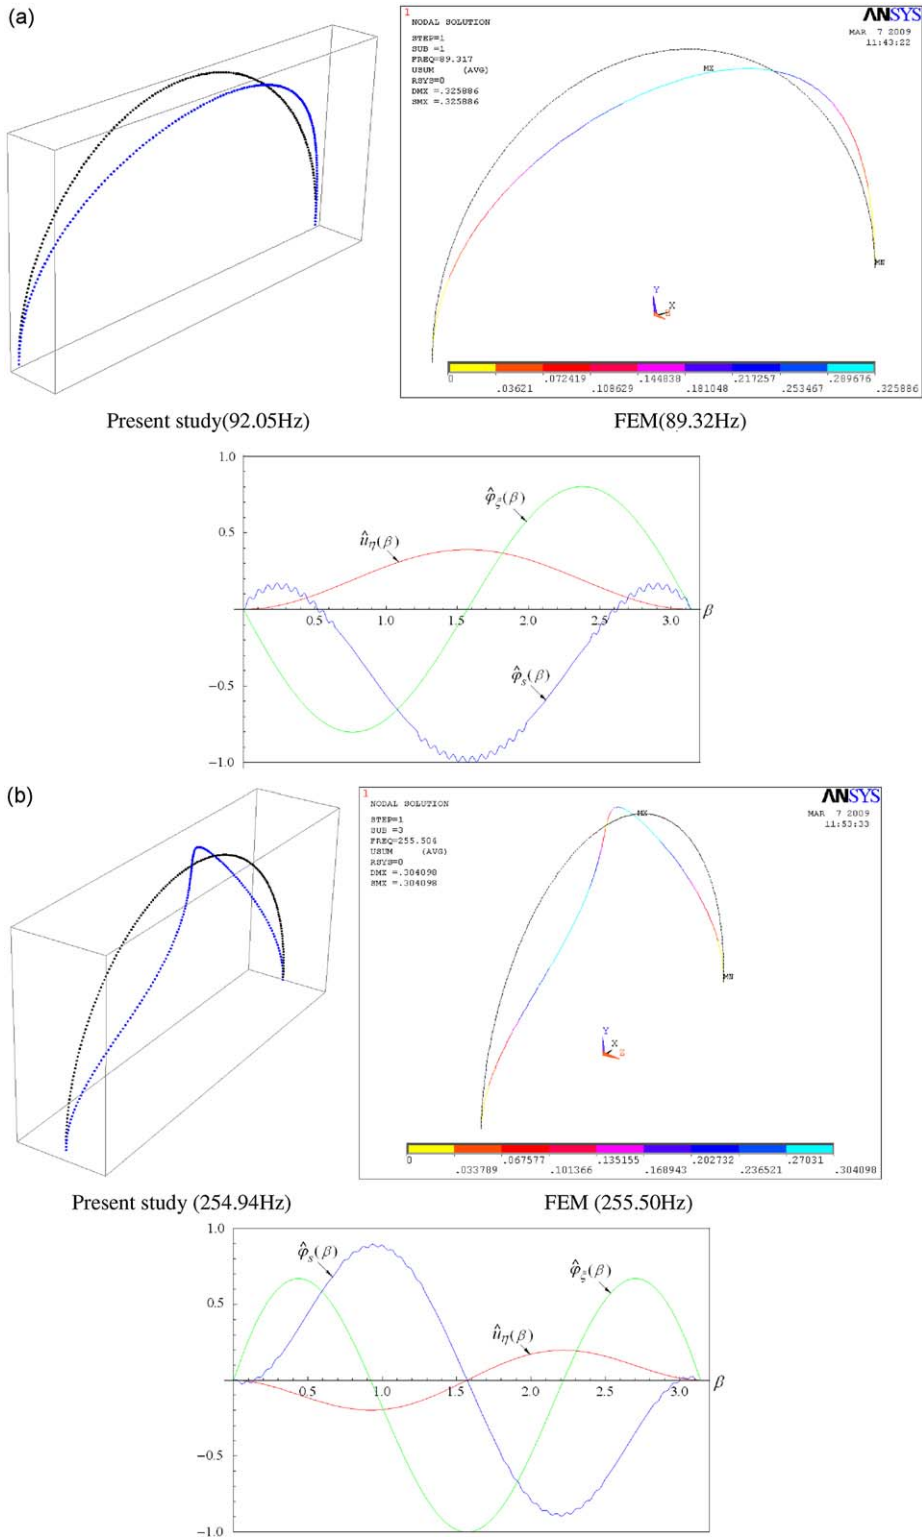 (a)
1
NODAL SOLUTION
STEP=1
SUB =1
FREQ=89.317
USUM (AVG)
RSYS=0
DMX =.325886
SMX =.325886
ANSYS
MAR 7 2009
11:43:22
MX
MN
Y
X
Z
0 .03621 .072419 .108629 .144838 .181048 .217257 .253467 .289676 .325886
Present study(92.05Hz)
FEM(89.32Hz)
1.0
0.5
−0.5
−1.0
0.5 1.0 1.5 2.0 2.5 3.0 β
φ̂ζ(β)
ûη(β)
φ̂s(β)
(b)
1
NODAL SOLUTION
STEP=1
SUB =3
FREQ=255.506
USUM (AVG)
RSYS=0
DMX =.304098
SMX =.304098
ANSYS
MAR 7 2009
11:53:33
MX
MN
Y
X
Z
0 .033789 .067577 .101366 .135155 .168943 .202732 .236521 .27031 .304098
Present study (254.94Hz)
FEM (255.50Hz)
1.0
0.5
−0.5
−1.0
0.5 1.0 1.5 2.0 2.5 3.0 β
φ̂s(β)
φ̂ζ(β)
ûη(β)